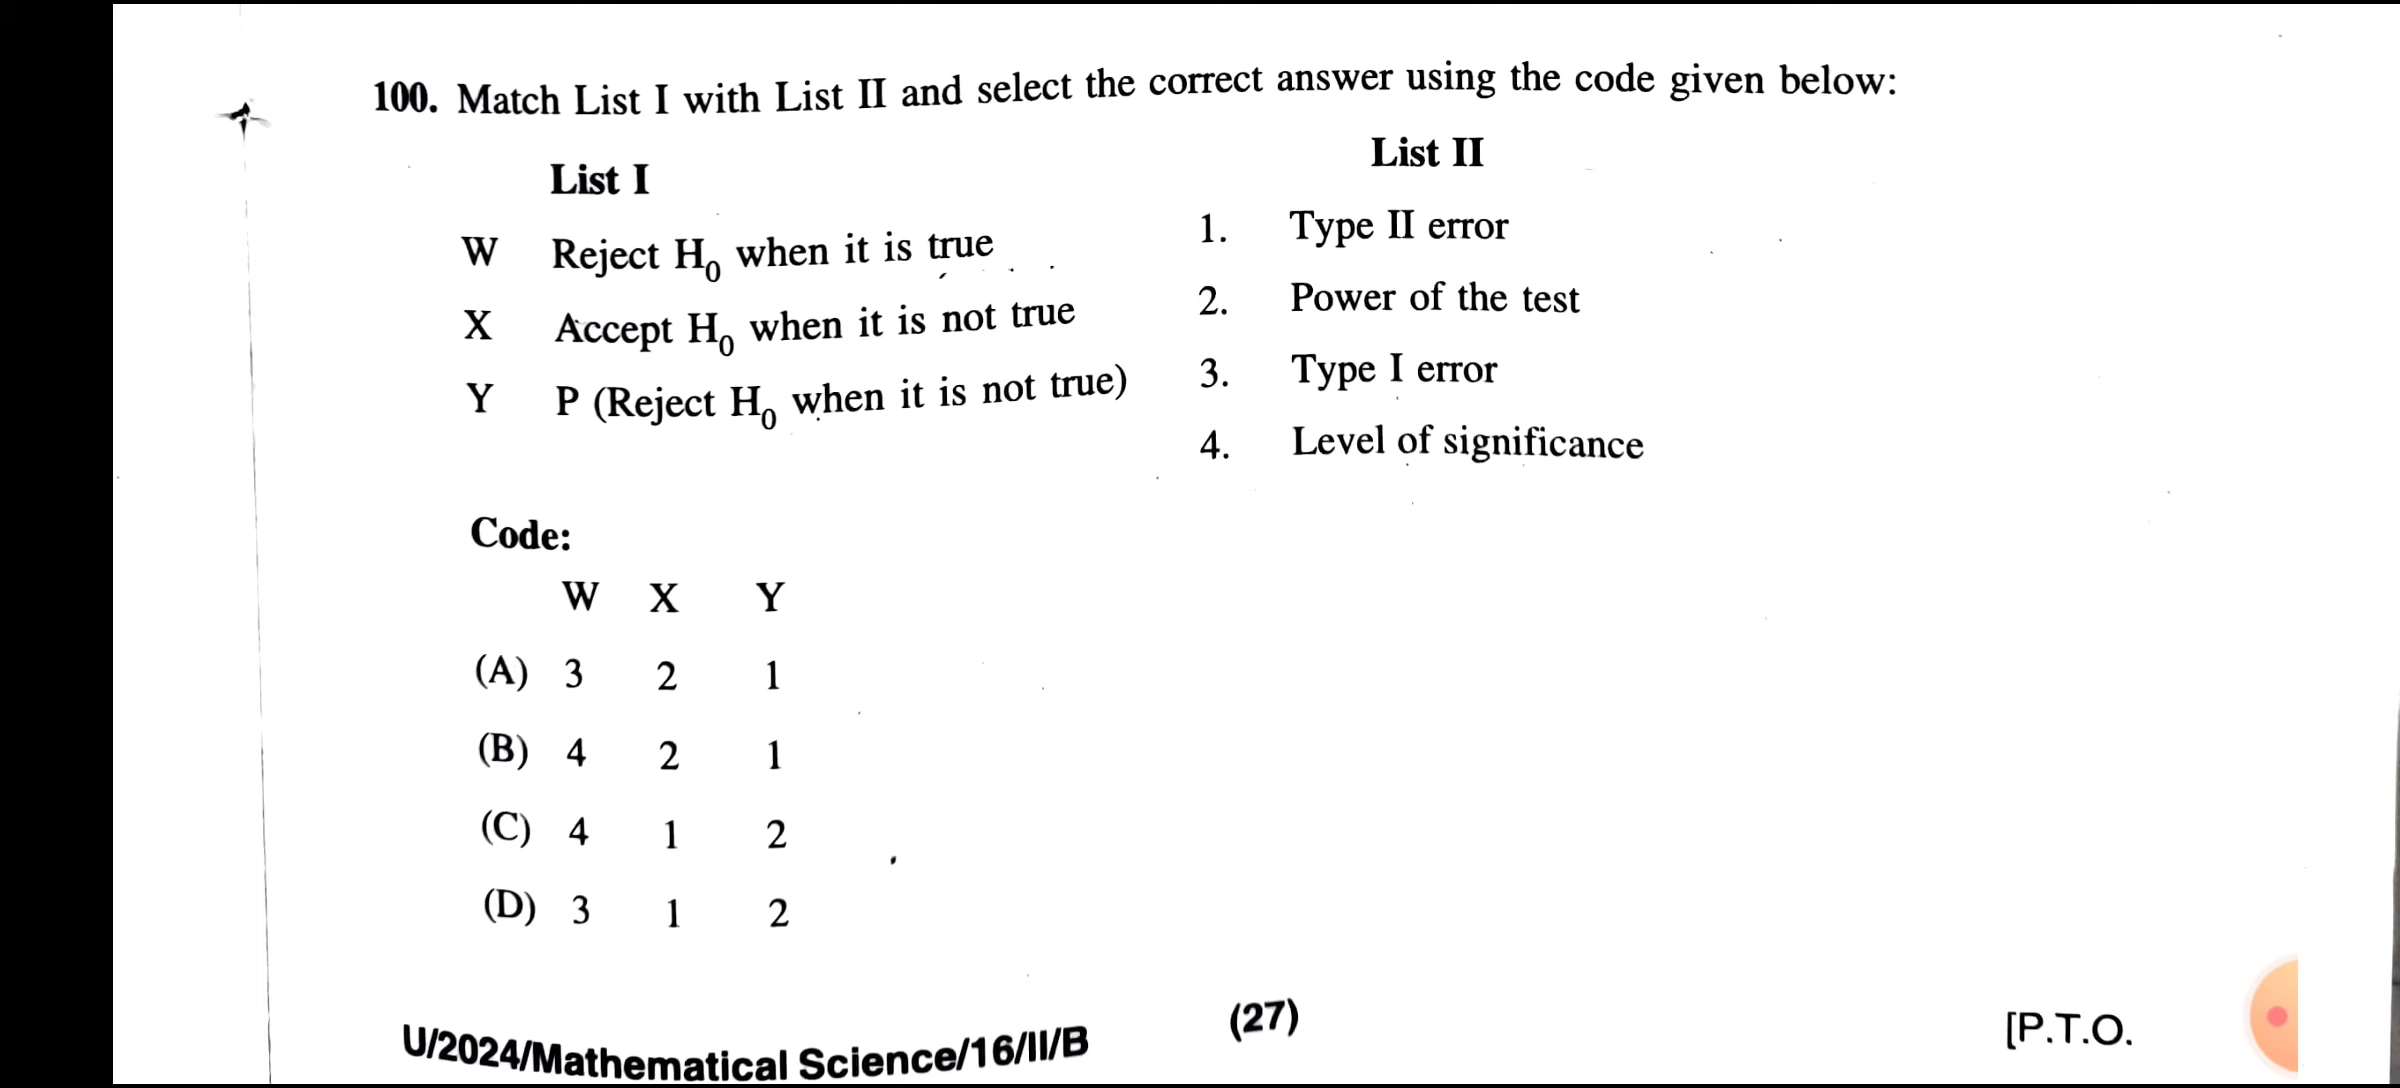 100. Match List I with List II and select the correct answer using the code given below:
List I
List II
W Reject H₀ when it is true
1. Type II error
X Accept H₀ when it is not true
2. Power of the test
Y P (Reject H₀ when it is not true)
3. Type I error
4. Level of significance
Code:
W X Y
(A) 3 2 1
(B) 4 2 1
(C) 4 1 2
(D) 3 1 2
U/2024/Mathematical Science/16/II/B
(27)
[P.T.O.